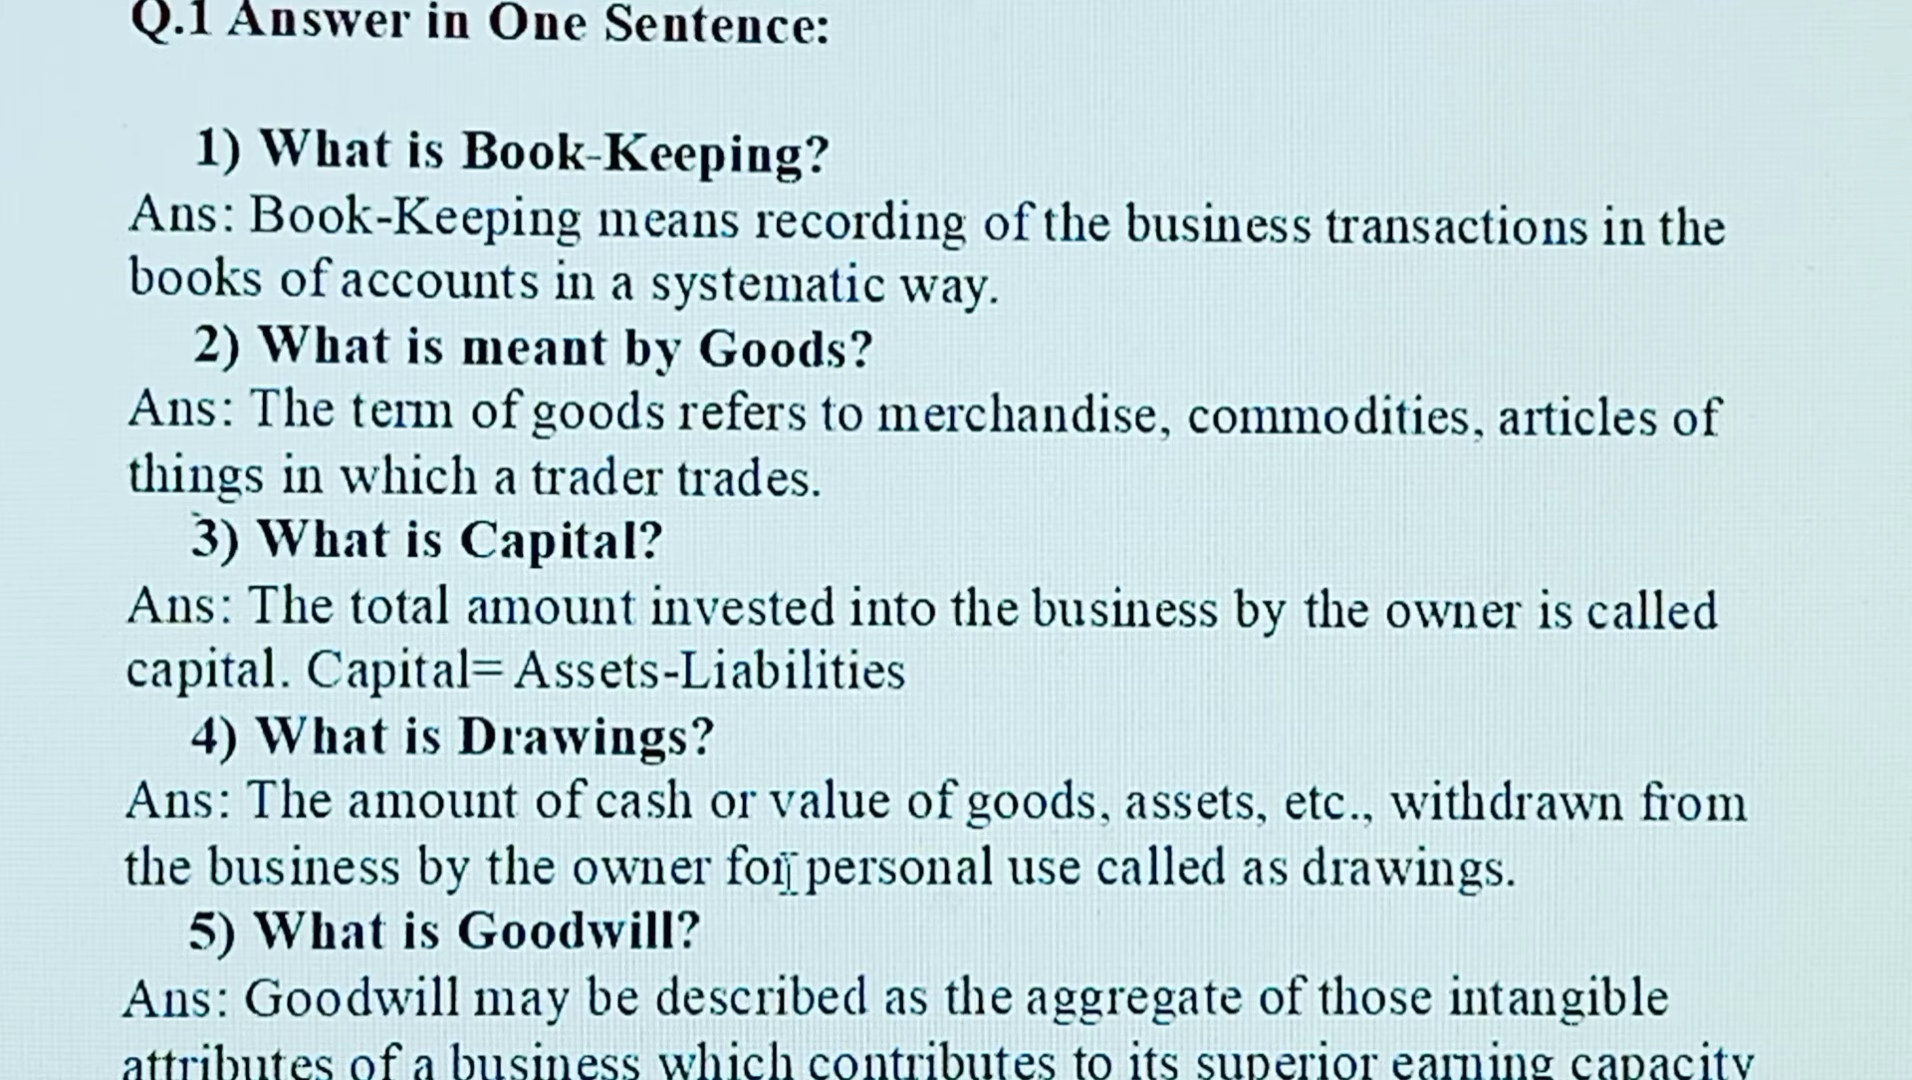 Q.1 Answer in One Sentence:
1) What is Book-Keeping?
Ans: Book-Keeping means recording of the business transactions in the
books of accounts in a systematic way.
2) What is meant by Goods?
Ans: The term of goods refers to merchandise, commodities, articles of
things in which a trader trades.
3) What is Capital?
Ans: The total amount invested into the business by the owner is called
capital. Capital= Assets-Liabilities
4) What is Drawings?
Ans: The amount of cash or value of goods, assets, etc., withdrawn from
the business by the owner for personal use called as drawings.
5) What is Goodwill?
Ans: Goodwill may be described as the aggregate of those intangible
attributes of a business which contributes to its superior earning capacity